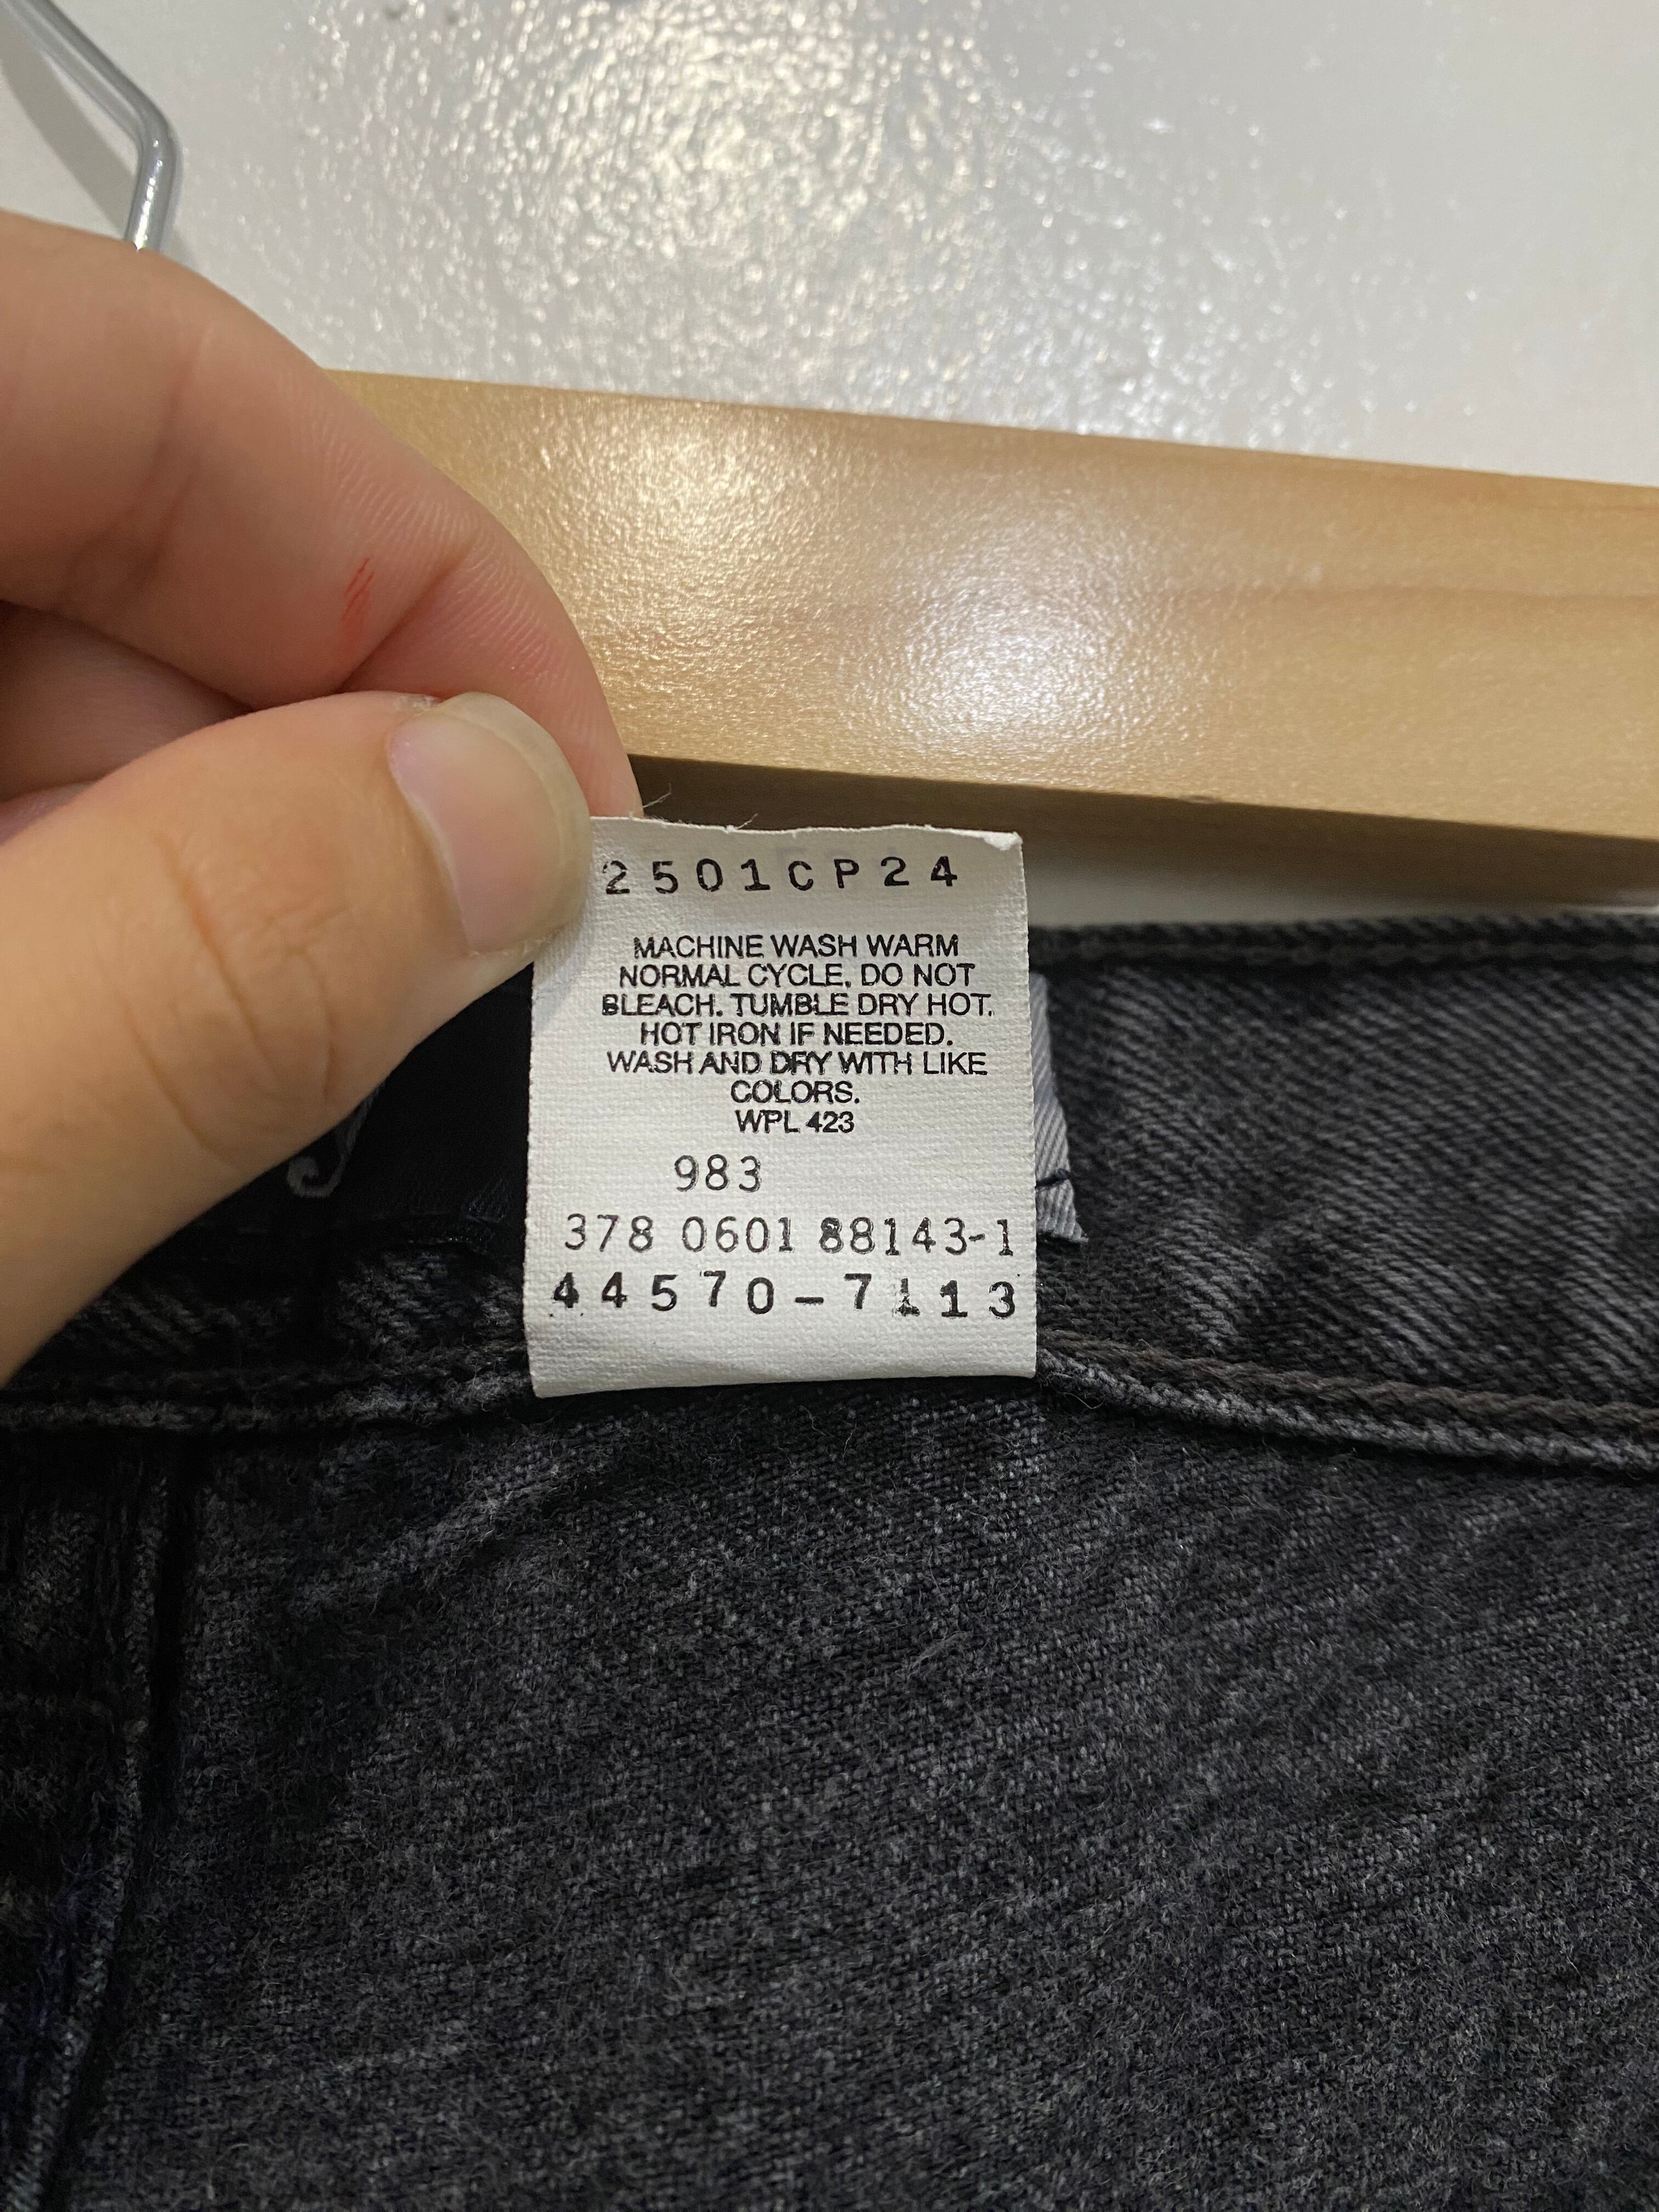 2501CP24
MACHINE WASH WARM
NORMAL CYCLE, DO NOT
BLEACH. TUMBLE DRY HOT.
HOT IRON IF NEEDED.
WASH AND DRY WITH LIKE
COLORS.
WPL 423
983
378 0601 88143-1
44570-7113